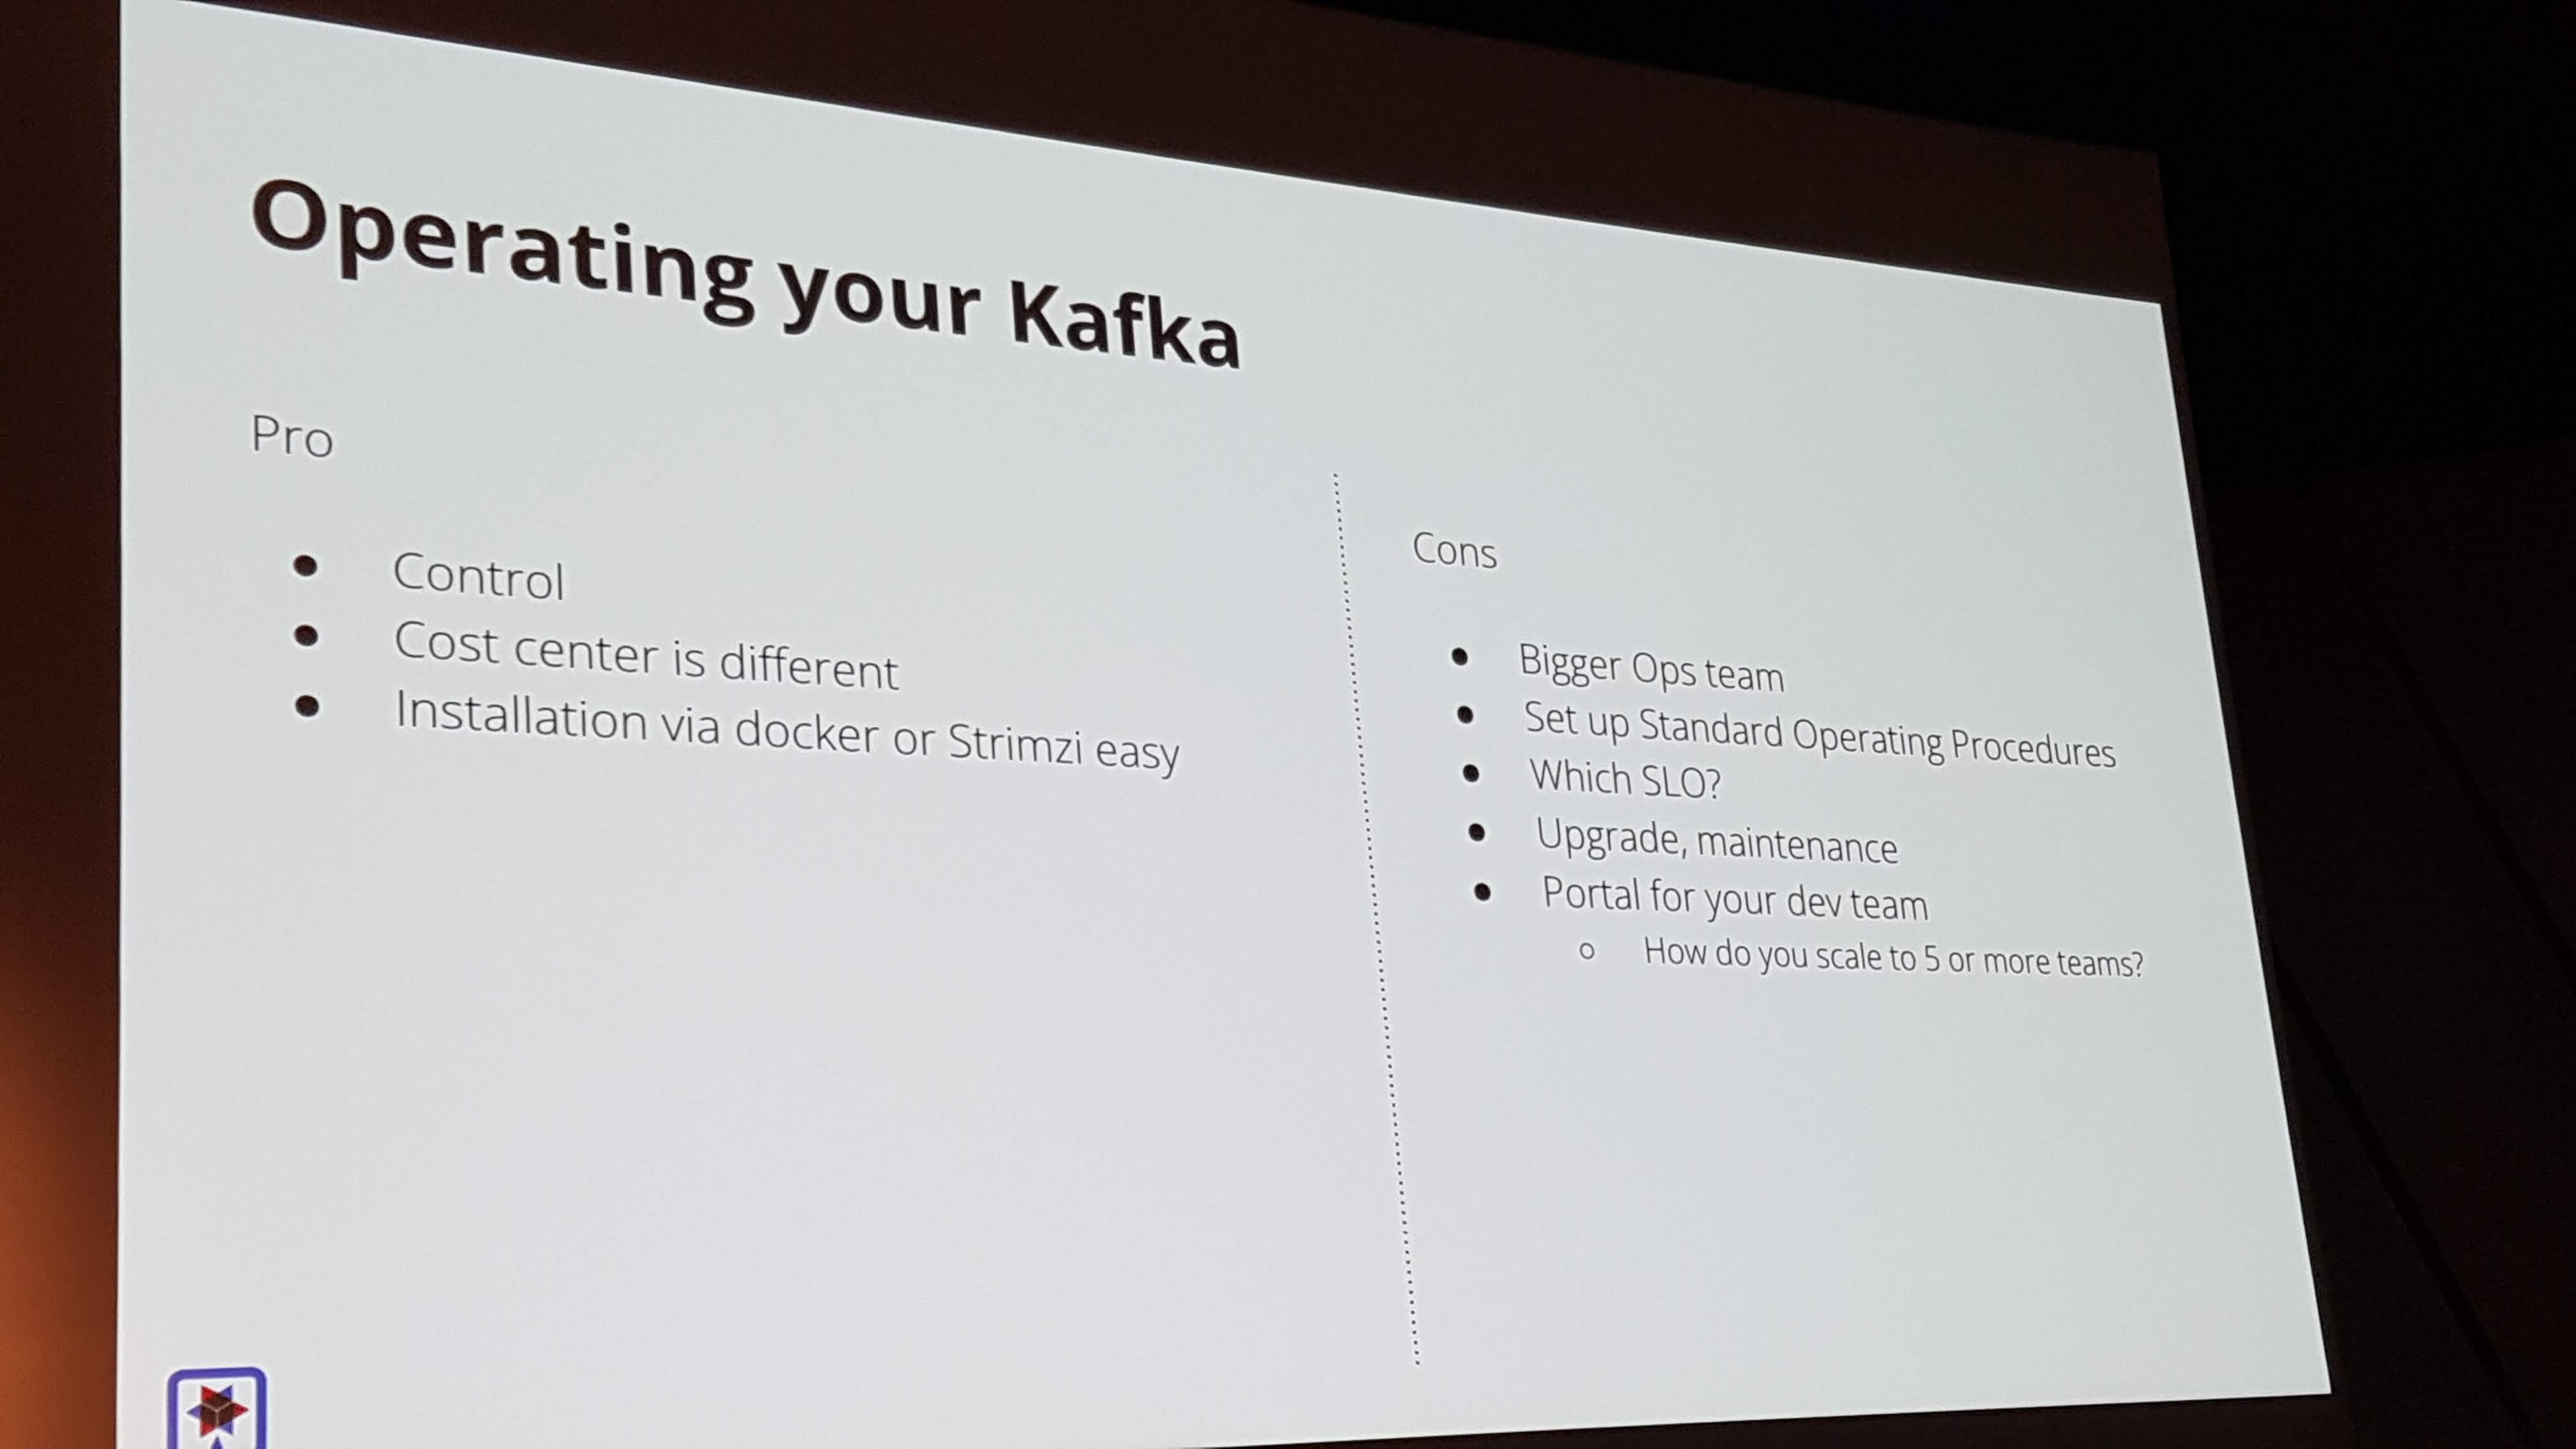 Operating your Kafka
Pro
Control
Cost center is different
Installation via docker or Strimzi easy
Cons
Bigger Ops team
Set up Standard Operating Procedures
Which SLO?
Upgrade, maintenance
Portal for your dev team
How do you scale to 5 or more teams?